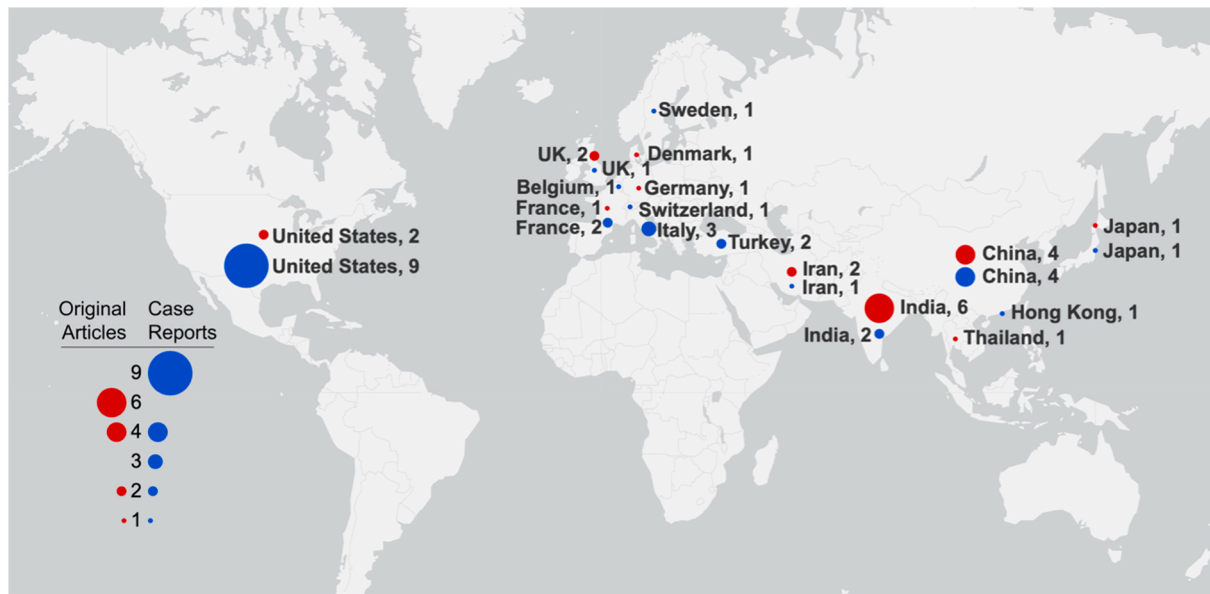 Sweden, 1
UK, 2
Denmark, 1
UK, 1
Belgium, 1
Germany, 1
France, 1
Switzerland, 1
France, 2
Italy, 3
Turkey, 2
Japan, 1
Japan, 1
United States, 2
United States, 9
China, 4
China, 4
Iran, 2
Iran, 1
India, 6
Hong Kong, 1
India, 2
Thailand, 1
Original Case
Articles Reports
9
6
4
3
2
1